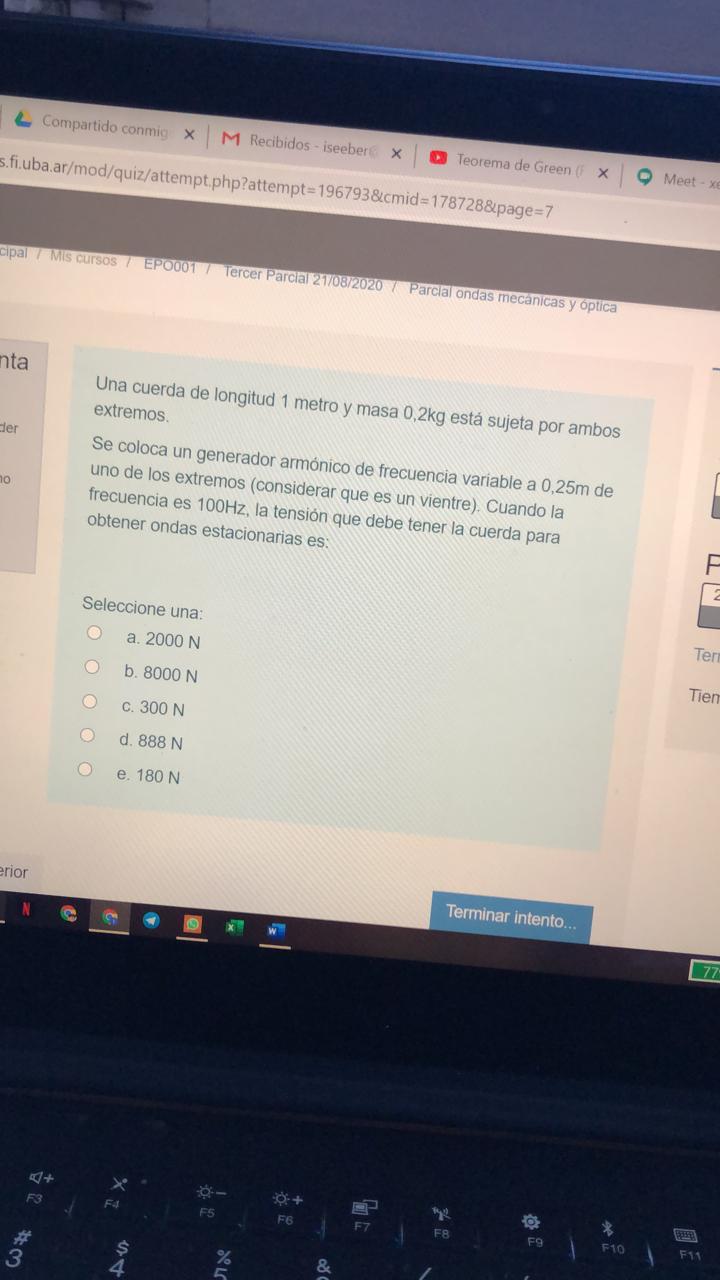 Compartido conmig
Recibidos - iseeber
Teorema de Green (
Meet - xe
s.fi.uba.ar/mod/quiz/attempt.php?attempt=196793&cmid=178728&page=7
cipal / Mis cursos / EPO001 / Tercer Parcial 21/08/2020 / Parcial ondas mecánicas y óptica
nta
der
no
Una cuerda de longitud 1 metro y masa 0,2kg está sujeta por ambos
extremos.
Se coloca un generador armónico de frecuencia variable a 0,25m de
uno de los extremos (considerar que es un vientre). Cuando la
frecuencia es 100Hz, la tensión que debe tener la cuerda para
obtener ondas estacionarias es:
Seleccione una:
a. 2000 N
b. 8000 N
c. 300 N
d. 888 N
e. 180 N
P
2
Ter
Tiem
erior
Terminar intento...
N
X
W
77
F3
F4
F5
F6
F7
F8
F9
F10
F11
#
3
$
4
%
5
&